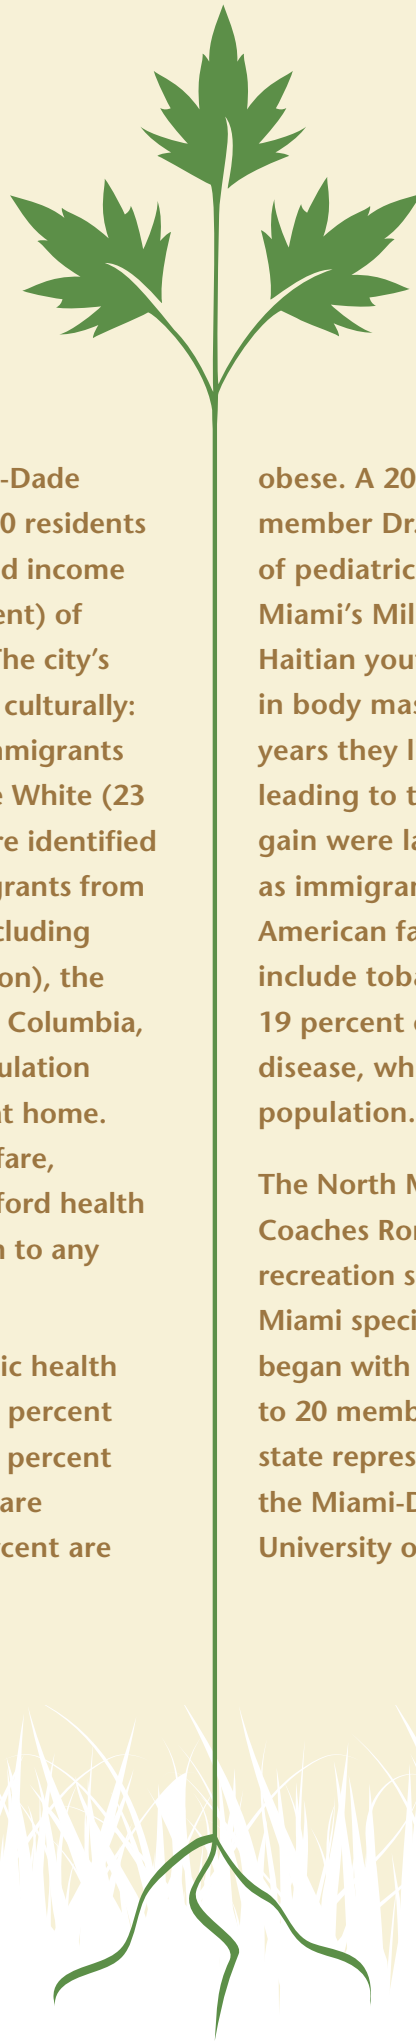 -Dade
0 residents
d income
ent) of
he city's
culturally:
migrants
White (23
re identified
grants from
cluding
on), the
Columbia,
ulation
at home.
fare,
ford health
to any
ic health
percent
percent
are
cent are
obese. A 20
member Dr.
of pediatric
Miami's Mil
Haitian you
in body mas
years they l
leading to t
gain were la
as immigran
American fa
include toba
19 percent
disease, wh
population.
The North M
Coaches Ro
recreation s
Miami speci
began with
to 20 memb
state repres
the Miami-D
University o